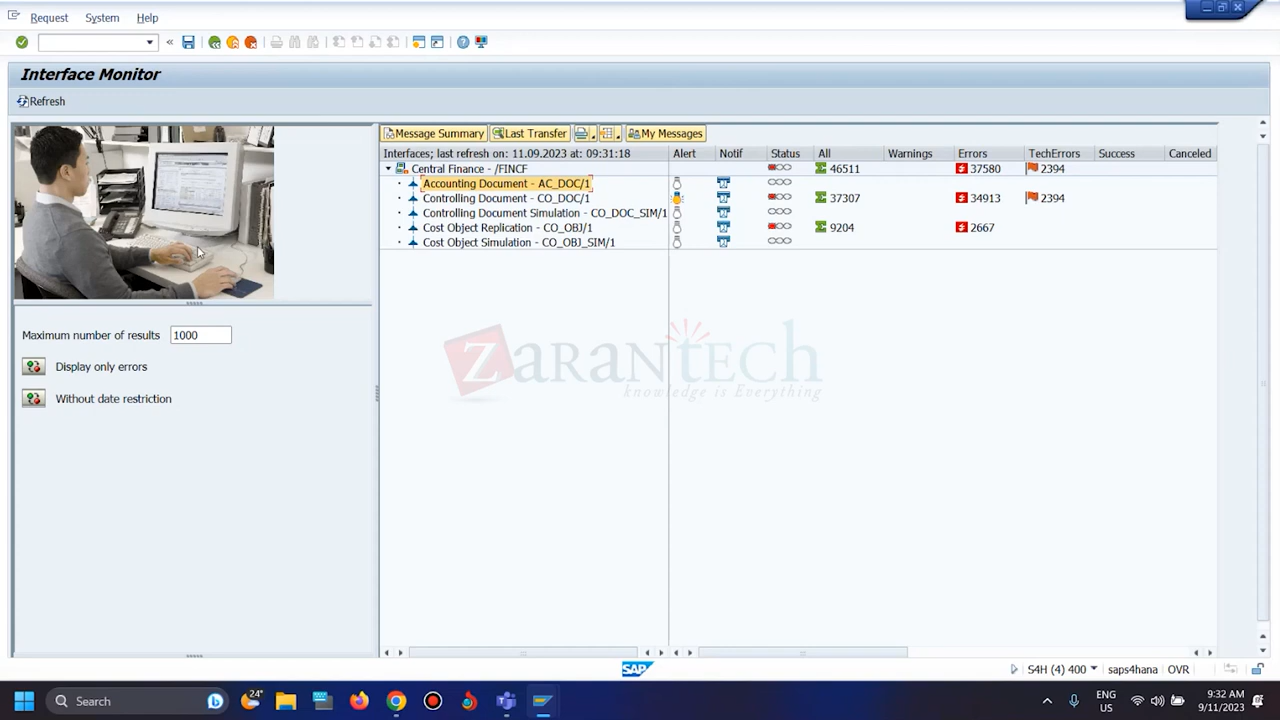 Request System Help
Interface Monitor
Refresh
Message Summary Last Transfer My Messages
Interfaces; last refresh on: 11.09.2023 at: 09:31:18 Alert Notif Status All Warnings Errors TechErrors Success Canceled
Central Finance - /FINCF 46511 37580 2394
Accounting Document - AC_DOC/1
Controlling Document - CO_DOC/1 37307 34913 2394
Controlling Document Simulation - CO_DOC_SIM/1
Cost Object Replication - CO_OBJ/1 9204 2667
Cost Object Simulation - CO_OBJ_SIM/1
Maximum number of results 1000
Display only errors
Without date restriction
ZARANTECH
knowledge is Everything
SAP S4H (4) 400 saps4hana OVR
Search 24° ENG 9:32 AM
US 9/11/2023